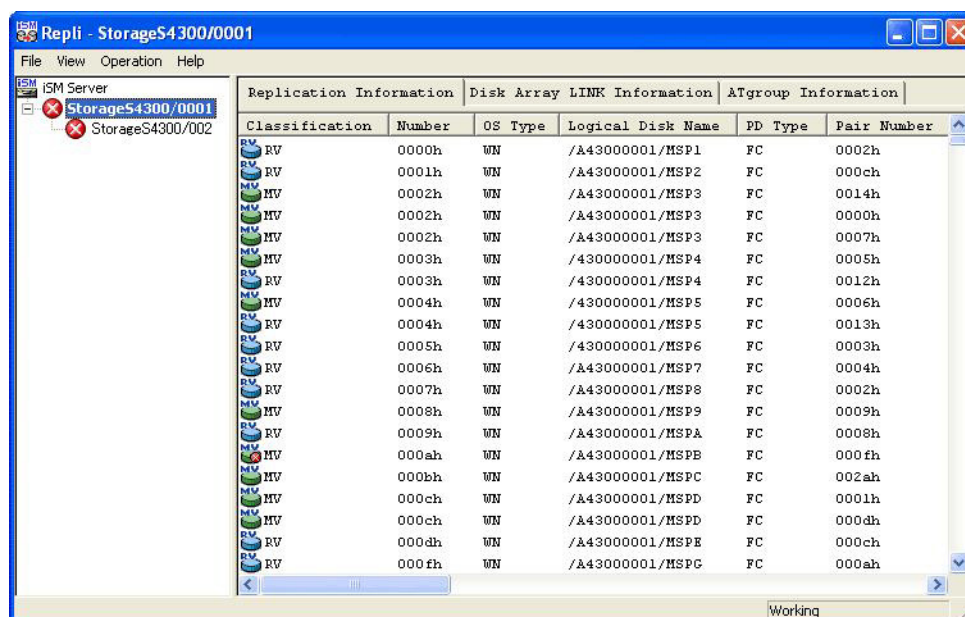 Repli - StorageS4300/0001
File View Operation Help
iSM Server
StorageS4300/0001
StorageS4300/002
Replication Information Disk Array LINK Information ATgroup Information
Classification Number OS Type Logical Disk Name PD Type Pair Number
RV 0000h WN /A43000001/MSP1 FC 0002h
RV 0001h WN /A43000001/MSP2 FC 000ch
MV 0002h WN /A43000001/MSP3 FC 0014h
MV 0002h WN /A43000001/MSP3 FC 0000h
MV 0002h WN /A43000001/MSP3 FC 0007h
MV 0003h WN /430000001/MSP4 FC 0005h
RV 0003h WN /430000001/MSP4 FC 0012h
MV 0004h WN /430000001/MSP5 FC 0006h
RV 0004h WN /430000001/MSP5 FC 0013h
RV 0005h WN /430000001/MSP6 FC 0003h
RV 0006h WN /A43000001/MSP7 FC 0004h
RV 0007h WN /A43000001/MSP8 FC 0002h
MV 0008h WN /A43000001/MSP9 FC 0009h
RV 0009h WN /A43000001/MSPA FC 0008h
MV 000ah WN /A43000001/MSPB FC 000fh
MV 000bh WN /A43000001/MSPC FC 002ah
MV 000ch WN /A43000001/MSPD FC 0001h
MV 000ch WN /A43000001/MSPD FC 000dh
RV 000dh WN /A43000001/MSPE FC 000ch
RV 000fh WN /A43000001/MSPG FC 000ah
Working